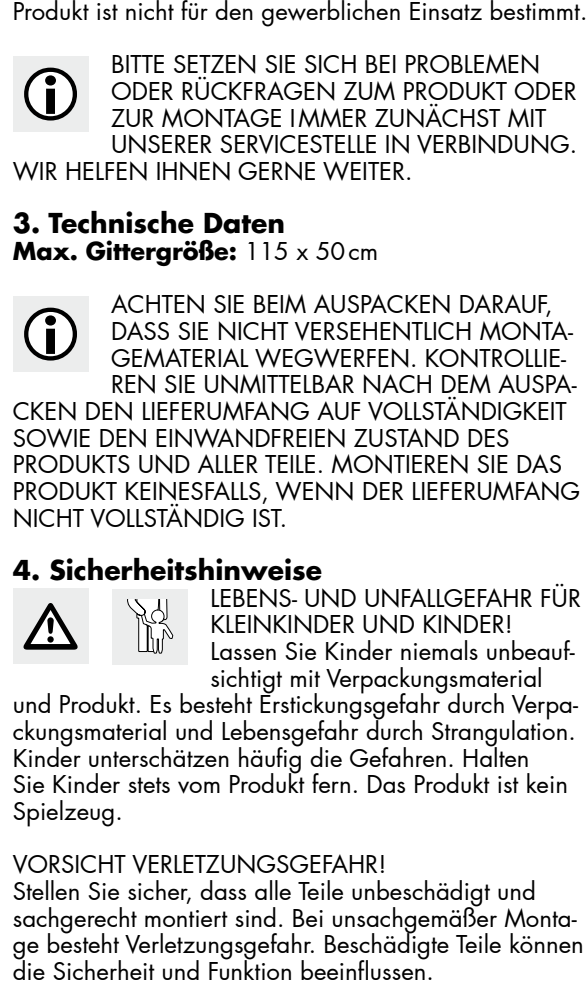 Produkt ist nicht für den gewerblichen Einsatz bestimmt.
BITTE SETZEN SIE SICH BEI PROBLEMEN
ODER RÜCKFRAGEN ZUM PRODUKT ODER
ZUR MONTAGE IMMER ZUNÄCHST MIT
UNSERER SERVICESTELLE IN VERBINDUNG.
WIR HELFEN IHNEN GERNE WEITER.
3. Technische Daten
Max. Gittergröße: 115 x 50 cm
ACHTEN SIE BEIM AUSPACKEN DARAUF,
DASS SIE NICHT VERSEHENTLICH MONTA-
GEMATERIAL WEGWERFEN. KONTROLLIE-
REN SIE UNMITTELBAR NACH DEM AUSPA-
CKEN DEN LIEFERUMFANG AUF VOLLSTÄNDIGKEIT
SOWIE DEN EINWANDFREIEN ZUSTAND DES
PRODUKTS UND ALLER TEILE. MONTIEREN SIE DAS
PRODUKT KEINESFALLS, WENN DER LIEFERUMFANG
NICHT VOLLSTÄNDIG IST.
4. Sicherheitshinweise
LEBENS- UND UNFALLGEFAHR FÜR
KLEINKINDER UND KINDER!
Lassen Sie Kinder niemals unbeauf-
sichtigt mit Verpackungsmaterial
und Produkt. Es besteht Erstickungsgefahr durch Verpa-
ckungsmaterial und Lebensgefahr durch Strangulation.
Kinder unterschätzen häufig die Gefahren. Halten
Sie Kinder stets vom Produkt fern. Das Produkt ist kein
Spielzeug.
VORSICHT VERLETZUNGSGEFAHR!
Stellen Sie sicher, dass alle Teile unbeschädigt und
sachgerecht montiert sind. Bei unsachgemäßer Monta-
ge besteht Verletzungsgefahr. Beschädigte Teile können
die Sicherheit und Funktion beeinflussen.